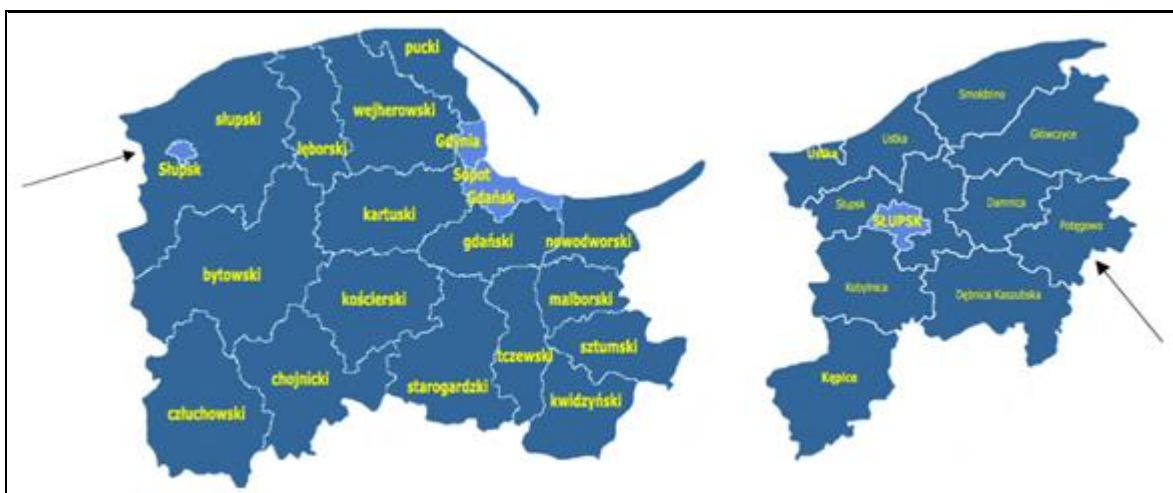 pucki
wejherowski
słupski
lęborski
Gdynia
Słupsk
Sopot
Gdańsk
kartuski
gdański
nowodworski
bytowski
kościerski
malborski
sztumski
tczewski
chojnicki
starogardzki
kwidzyński
człuchowski
Smołdzino
Ustka
Główczyce
Ustka
Słupsk
Damnica
SŁUPSK
Potęgowo
Kobylnica
Dębnica Kaszubska
Kępice